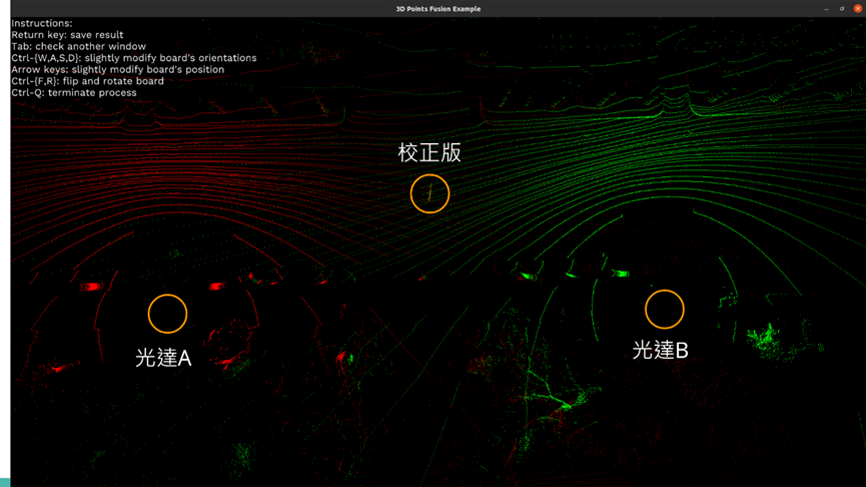 3D Points Fusion Example
Instructions:
Return key: save result
Tab: check another window
Ctrl-{W,A,S,D}: slightly modify board's orientations
Arrow keys: slightly modify board's position
Ctrl-{F,R}: flip and rotate board
Ctrl-Q: terminate process
校正版
光達A
光達B